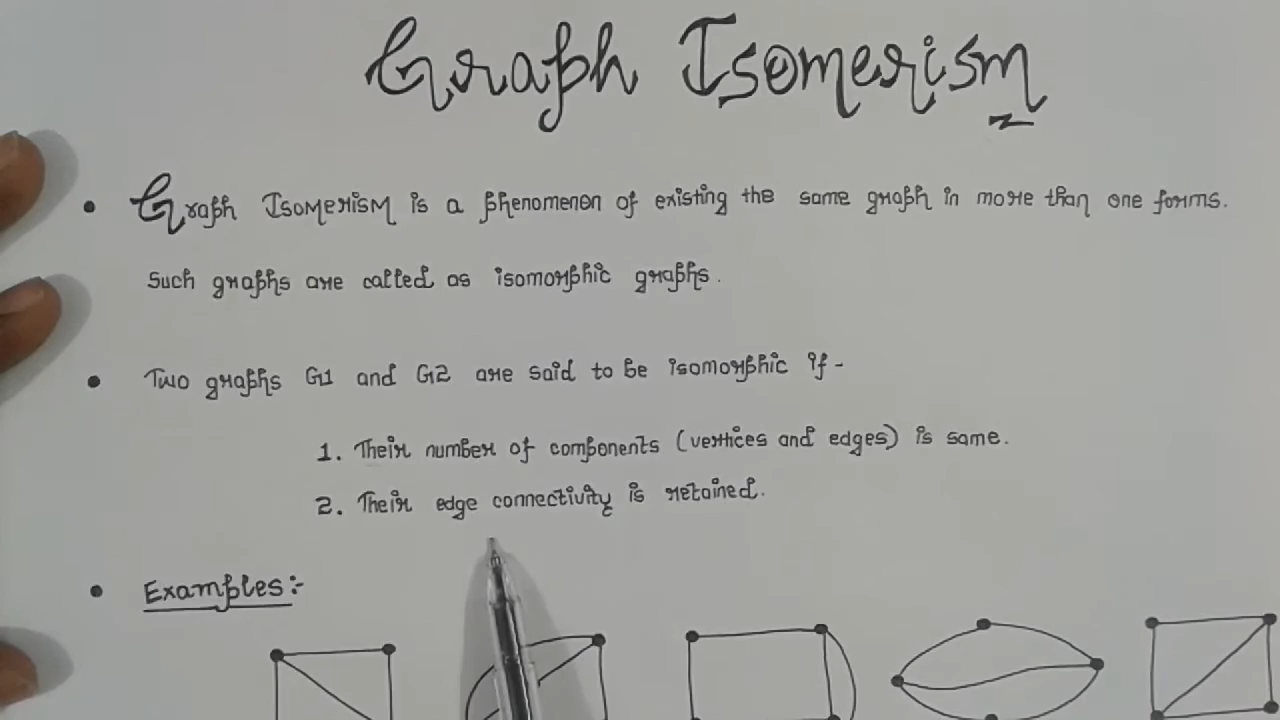 Graph Isomerism
• Graph Isomerism is a phenomenon of existing the same graph in more than one forms.
Such graphs are called as isomorphic graphs.
• Two graphs G1 and G2 are said to be isomorphic if -
1. Their number of components (vertices and edges) is same.
2. Their edge connectivity is retained.
• Examples:-